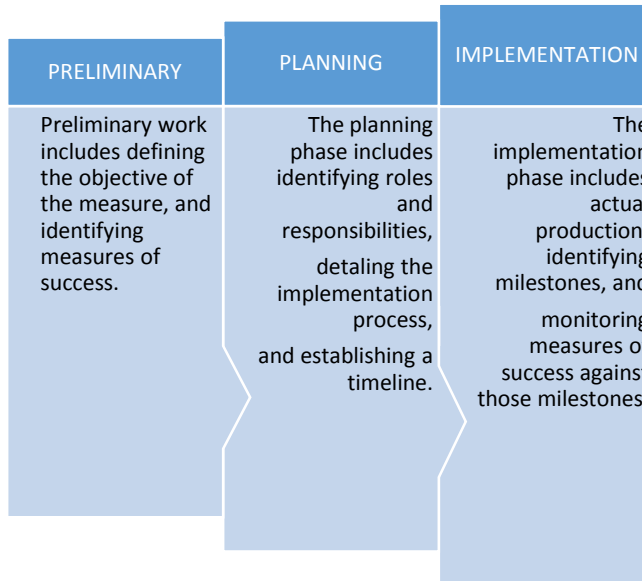 PRELIMINARY
Preliminary work
includes defining
the objective of
the measure, and
identifying
measures of
success.
PLANNING
The planning
phase includes
identifying roles
and
responsibilities,
detaling the
implementation
process,
and establishing a
timeline.
IMPLEMENTATION
The
implementation
phase includes
actua
production
identifying
milestones, and
monitoring
measures o
success against
those milestones